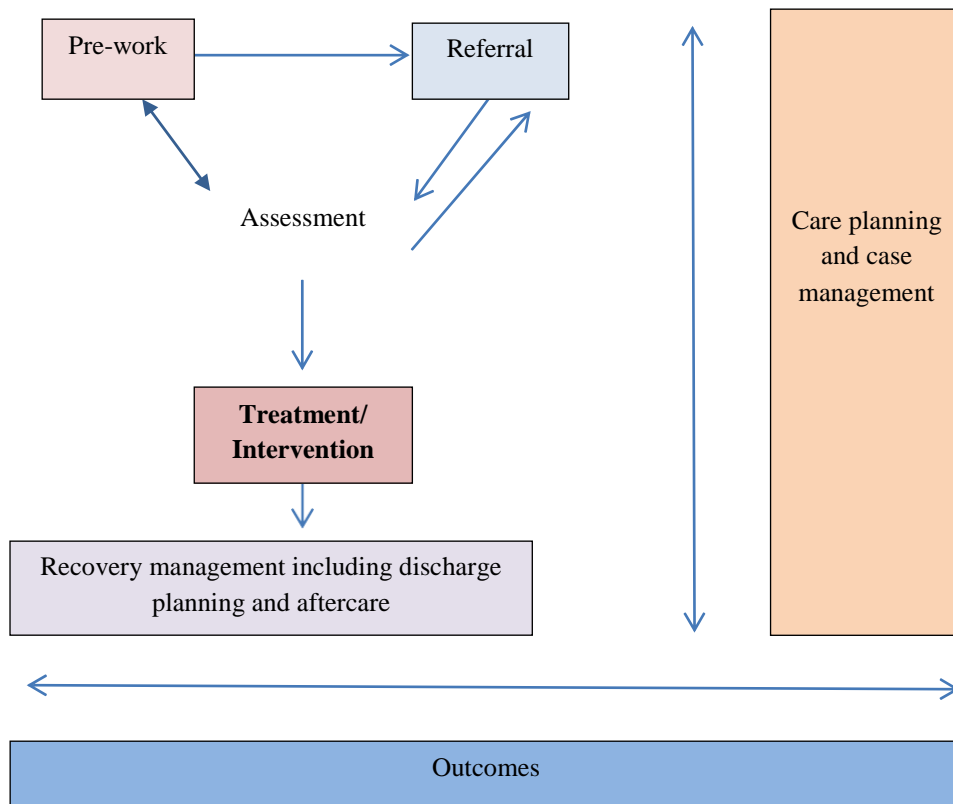 Pre-work
Referral
Assessment
Care planning
and case
management
Treatment/
Intervention
Recovery management including discharge
planning and aftercare
Outcomes